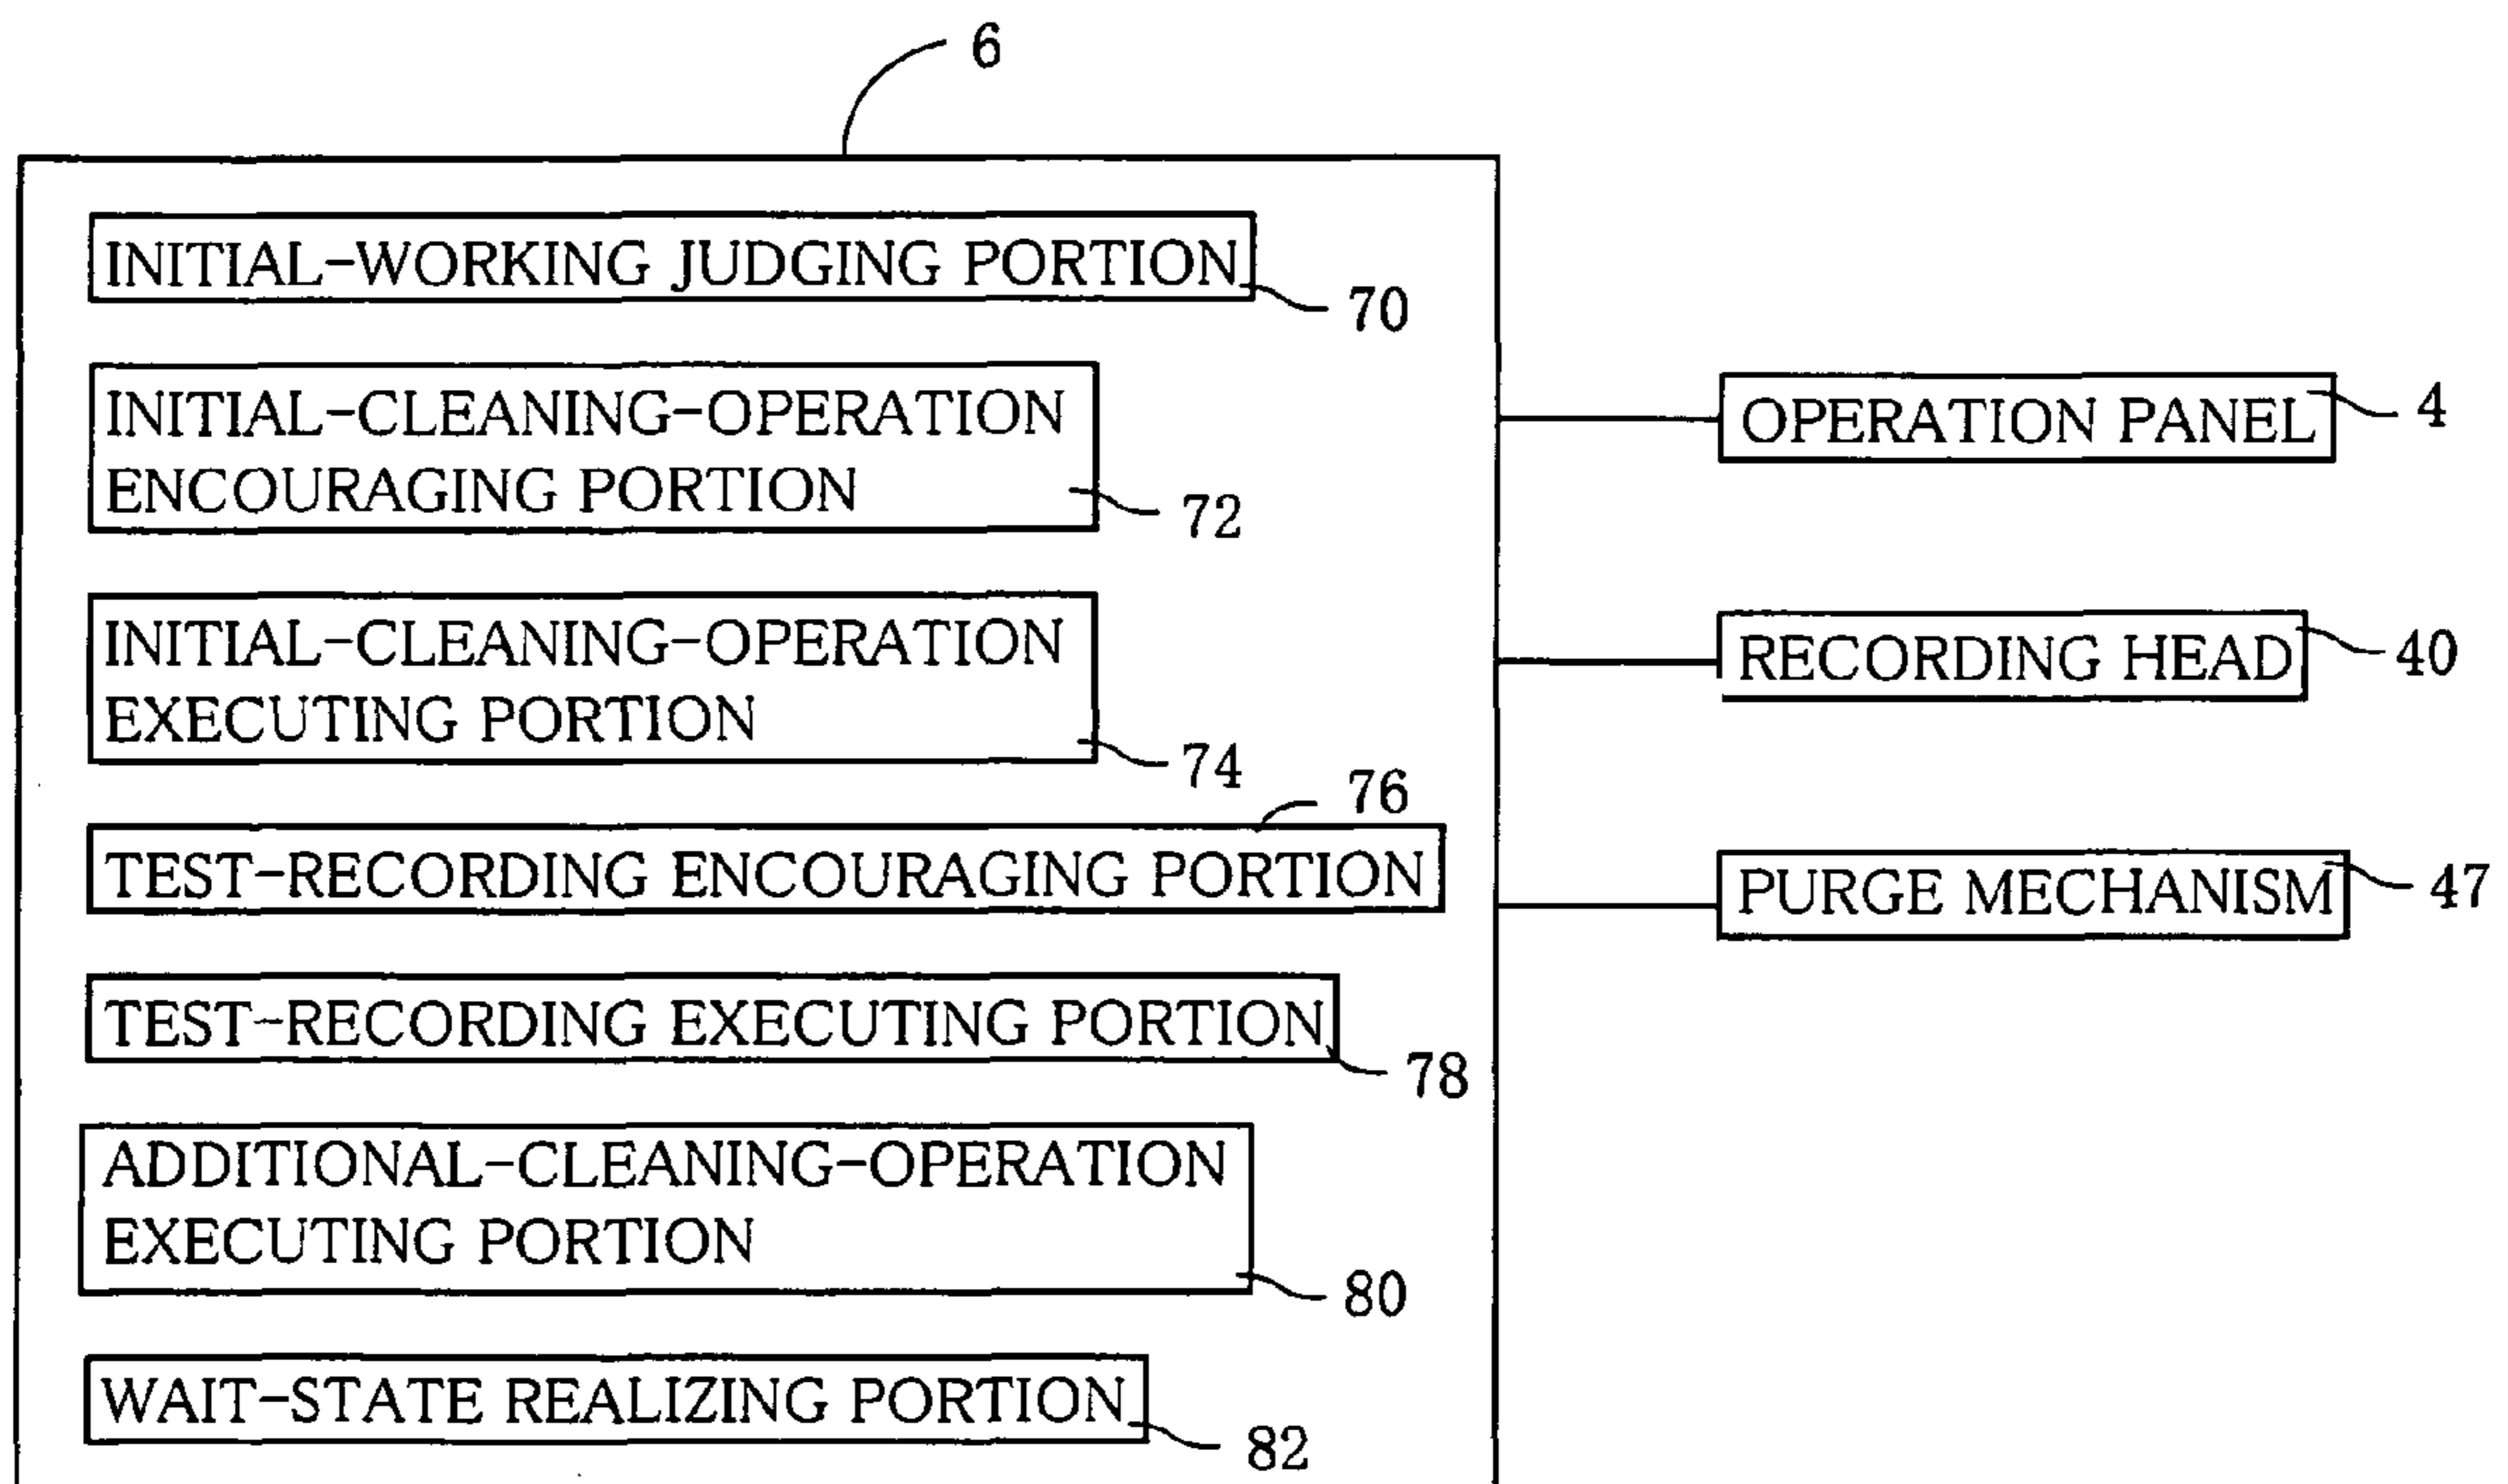 6
INITIAL-WORKING JUDGING PORTION
70
INITIAL-CLEANING-OPERATION
ENCOURAGING PORTION
72
INITIAL-CLEANING-OPERATION
EXECUTING PORTION
74
76
TEST-RECORDING ENCOURAGING PORTION
TEST-RECORDING EXECUTING PORTION
78
ADDITIONAL-CLEANING-OPERATION
EXECUTING PORTION
80
WAIT-STATE REALIZING PORTION
82
OPERATION PANEL
4
RECORDING HEAD
40
PURGE MECHANISM
47